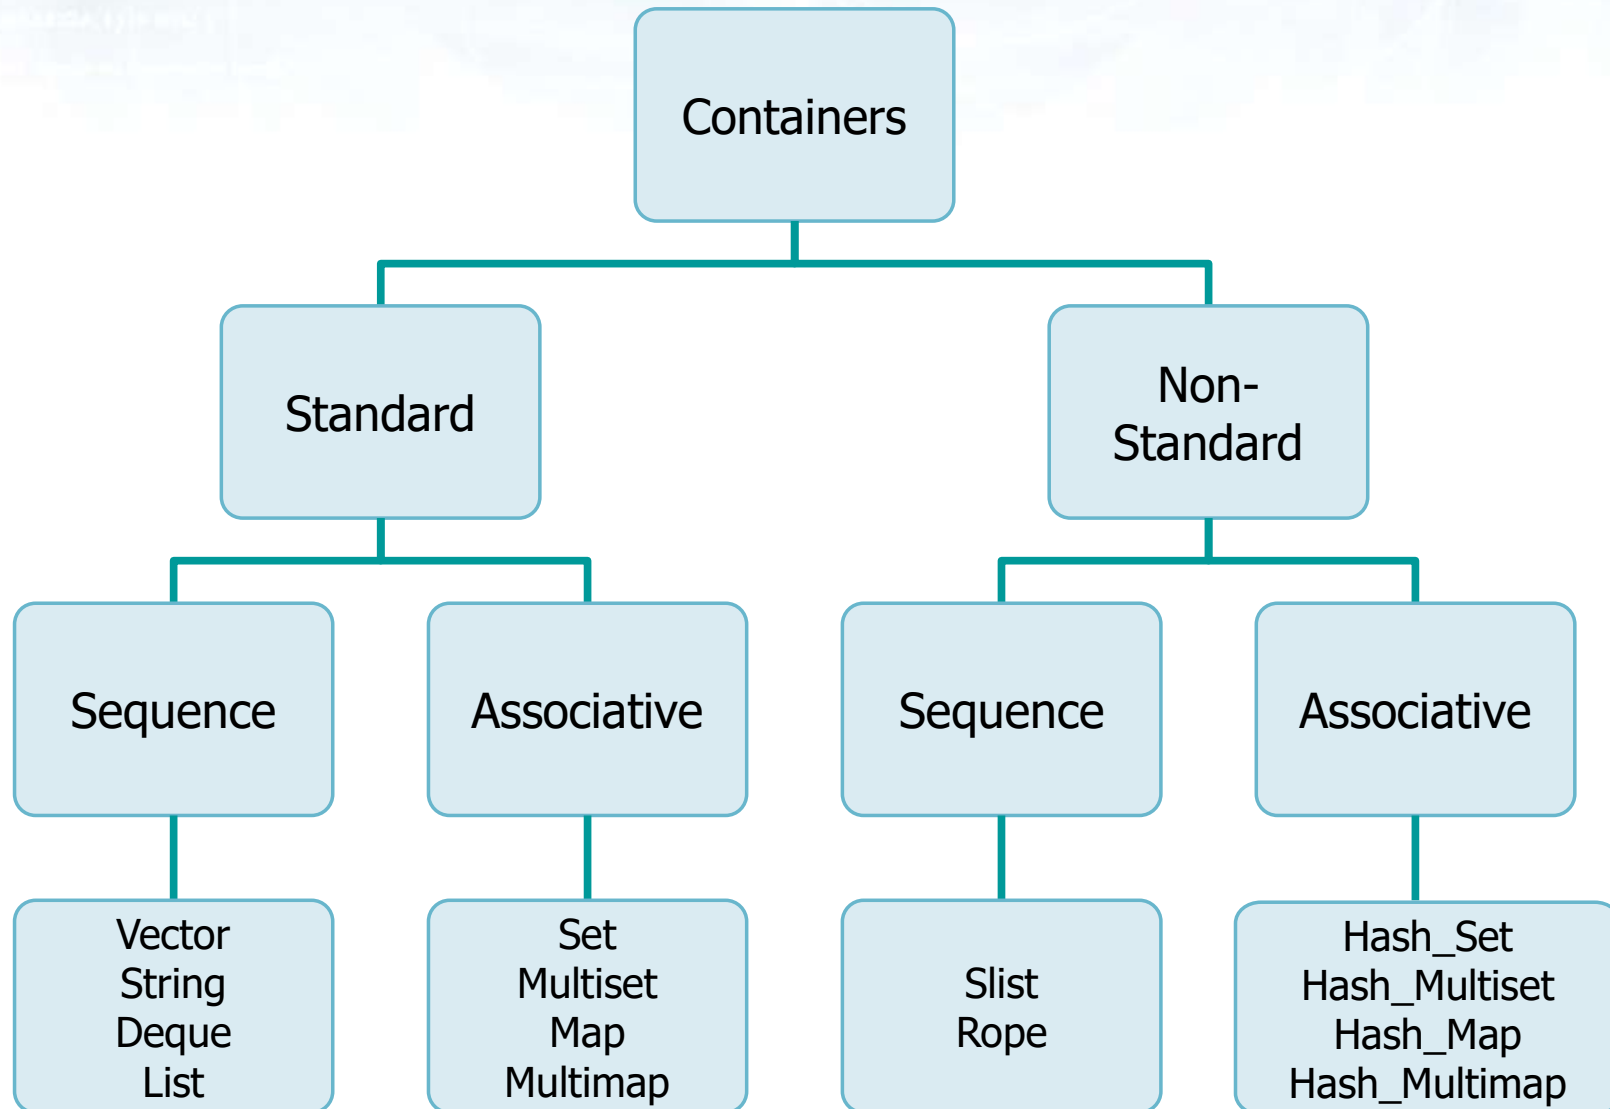 Containers
Standard
Non-
Standard
Sequence
Associative
Sequence
Associative
Vector
String
Deque
List
Set
Multiset
Map
Multimap
Slist
Rope
Hash_Set
Hash_Multiset
Hash_Map
Hash_Multimap